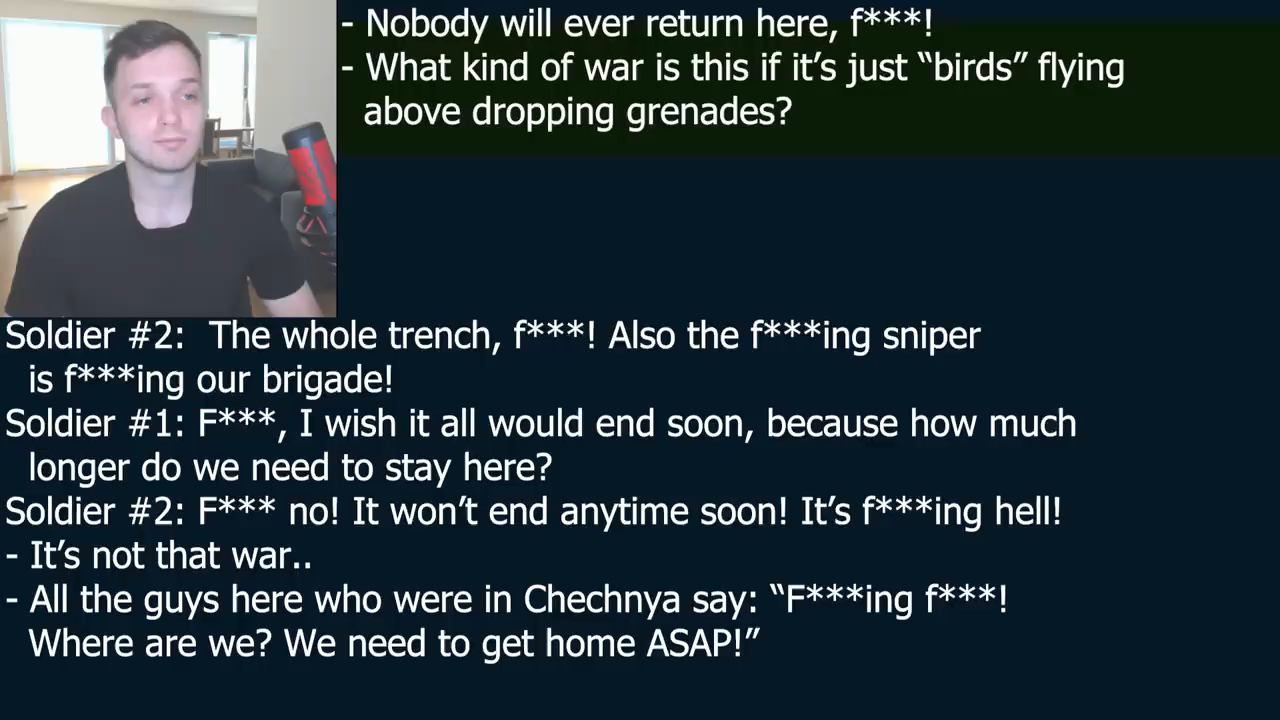 - Nobody will ever return here, f***!
- What kind of war is this if it’s just “birds” flying
above dropping grenades?
Soldier #2: The whole trench, f***! Also the f***ing sniper
is f***ing our brigade!
Soldier #1: F***, I wish it all would end soon, because how much
longer do we need to stay here?
Soldier #2: F*** no! It won’t end anytime soon! It’s f***ing hell!
- It’s not that war..
- All the guys here who were in Chechnya say: “F***ing f***!
Where are we? We need to get home ASAP!”